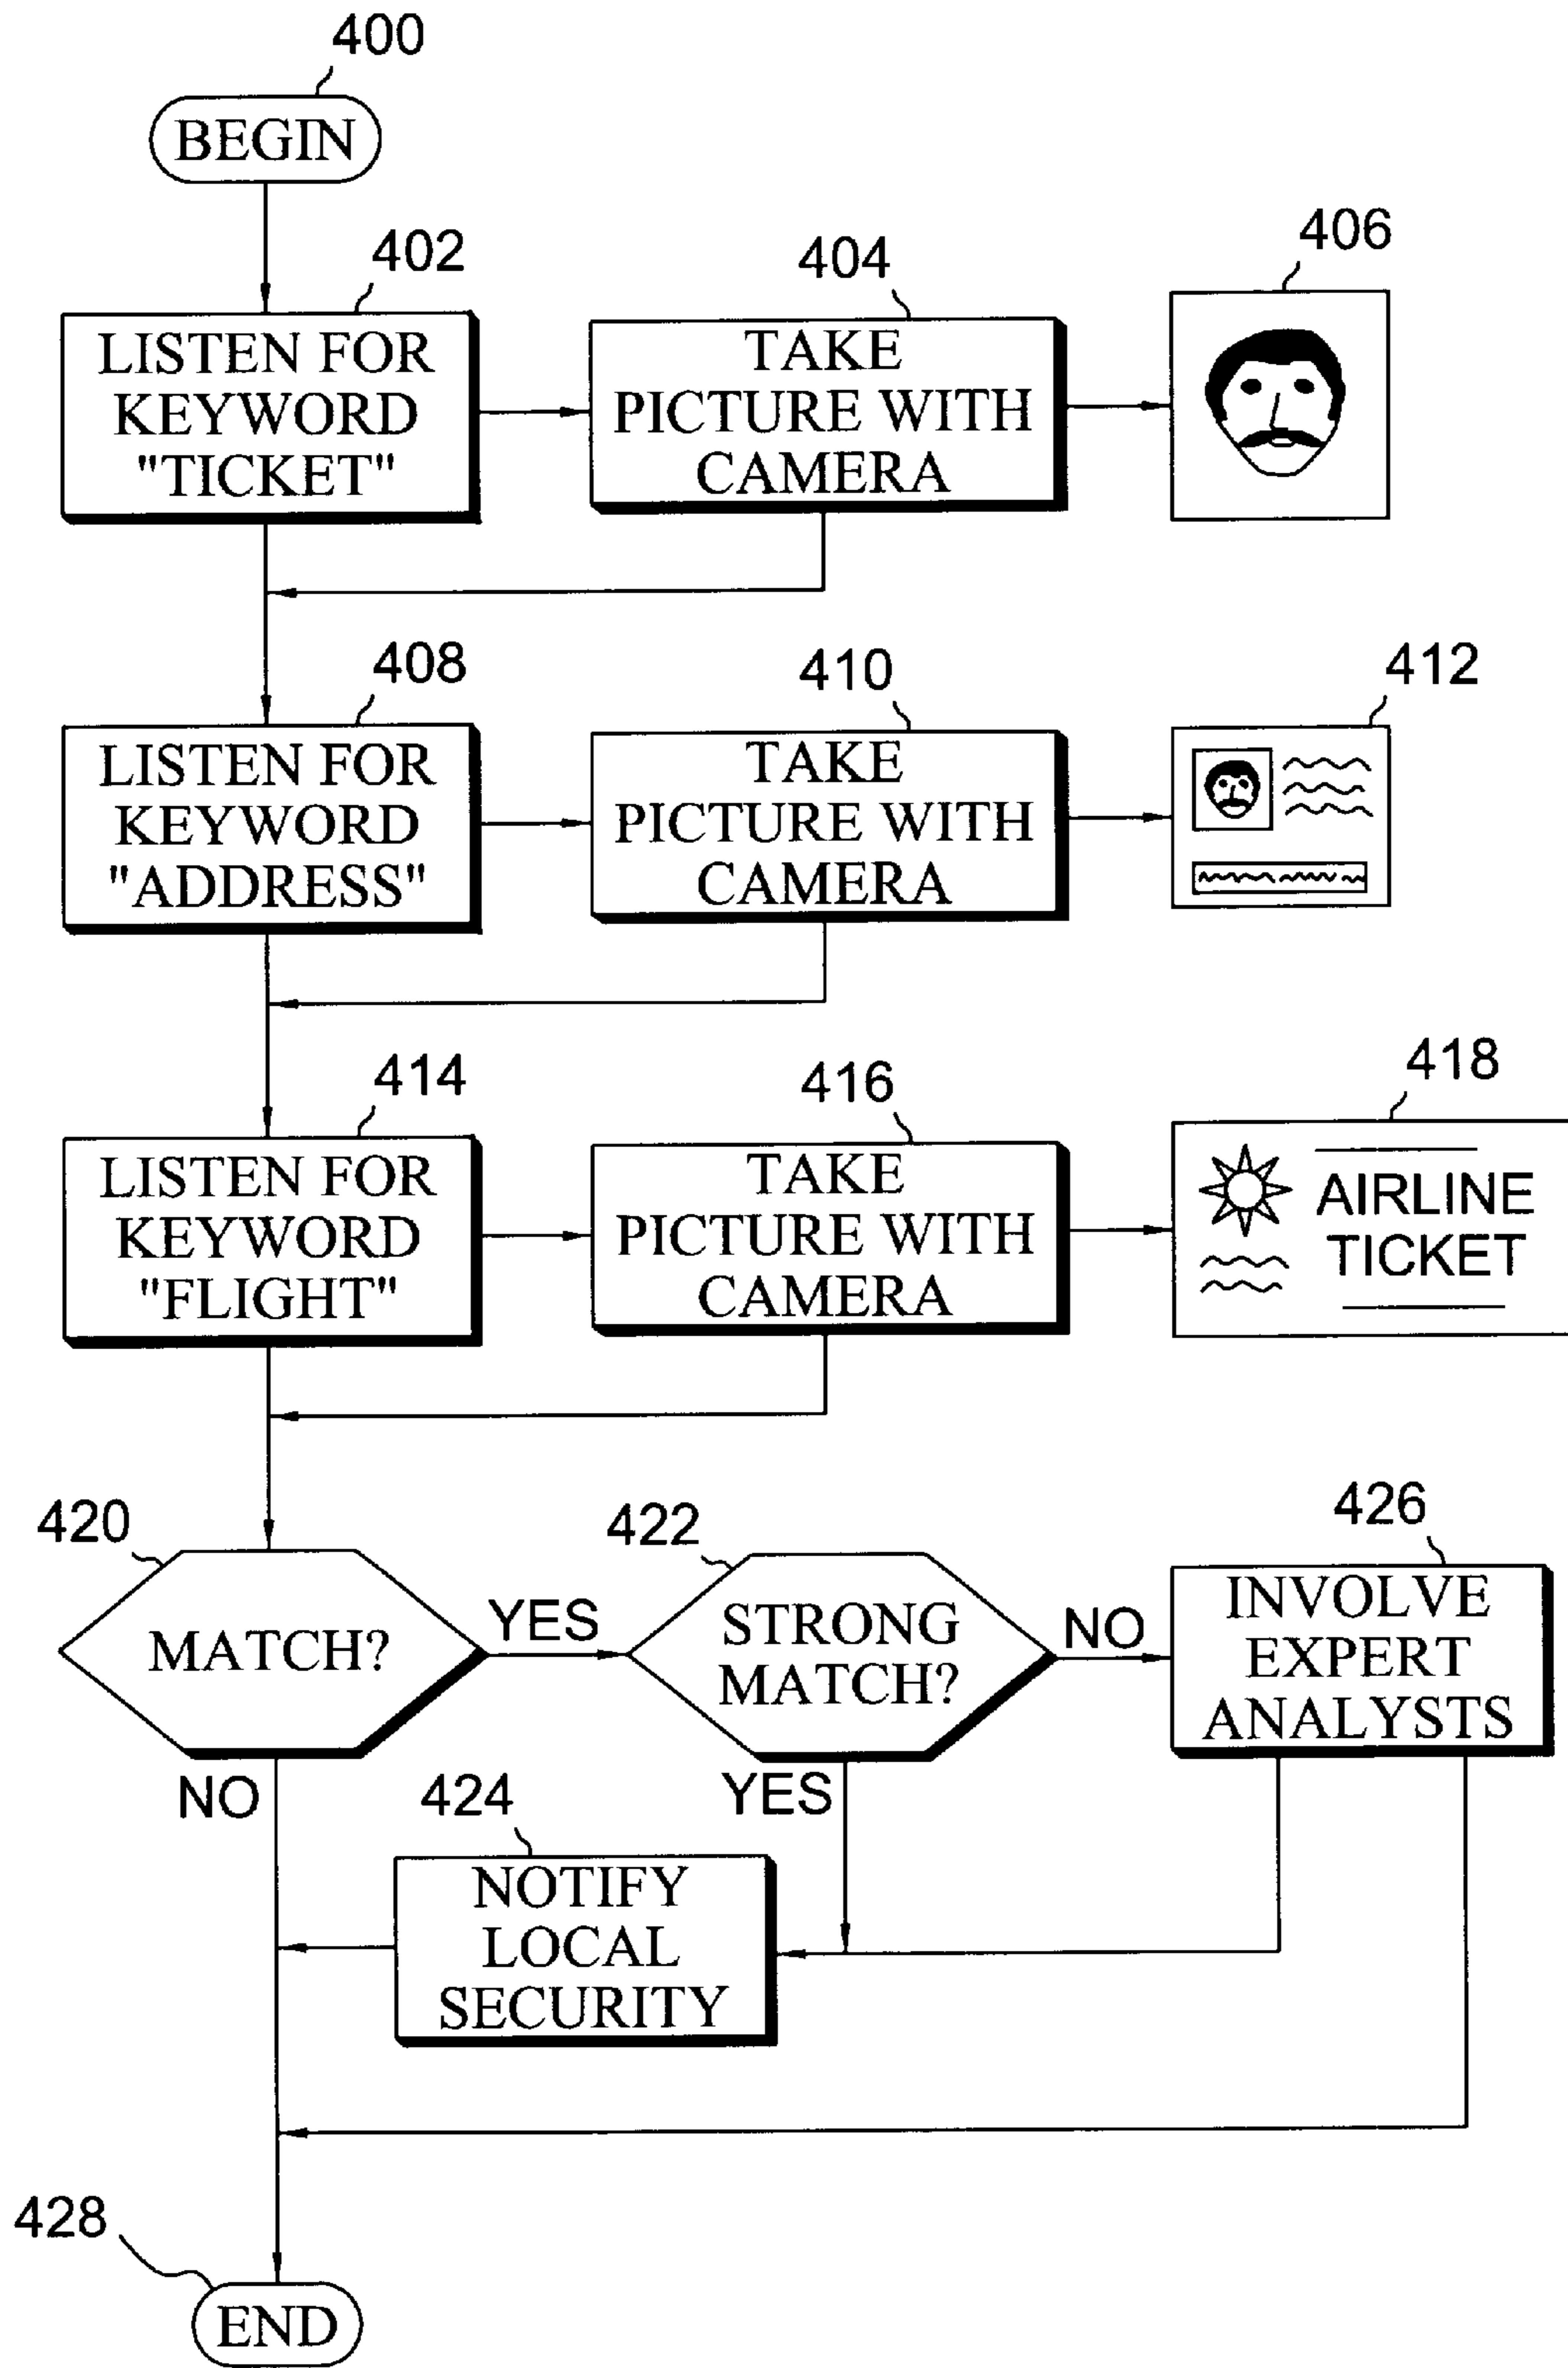 400
BEGIN
402
LISTEN FOR
KEYWORD
"TICKET"
404
TAKE
PICTURE WITH
CAMERA
406
408
LISTEN FOR
KEYWORD
"ADDRESS"
410
TAKE
PICTURE WITH
CAMERA
412
414
LISTEN FOR
KEYWORD
"FLIGHT"
416
TAKE
PICTURE WITH
CAMERA
418
AIRLINE
TICKET
420
MATCH?
YES
NO
422
STRONG
MATCH?
NO
YES
426
INVOLVE
EXPERT
ANALYSTS
424
NOTIFY
LOCAL
SECURITY
428
END